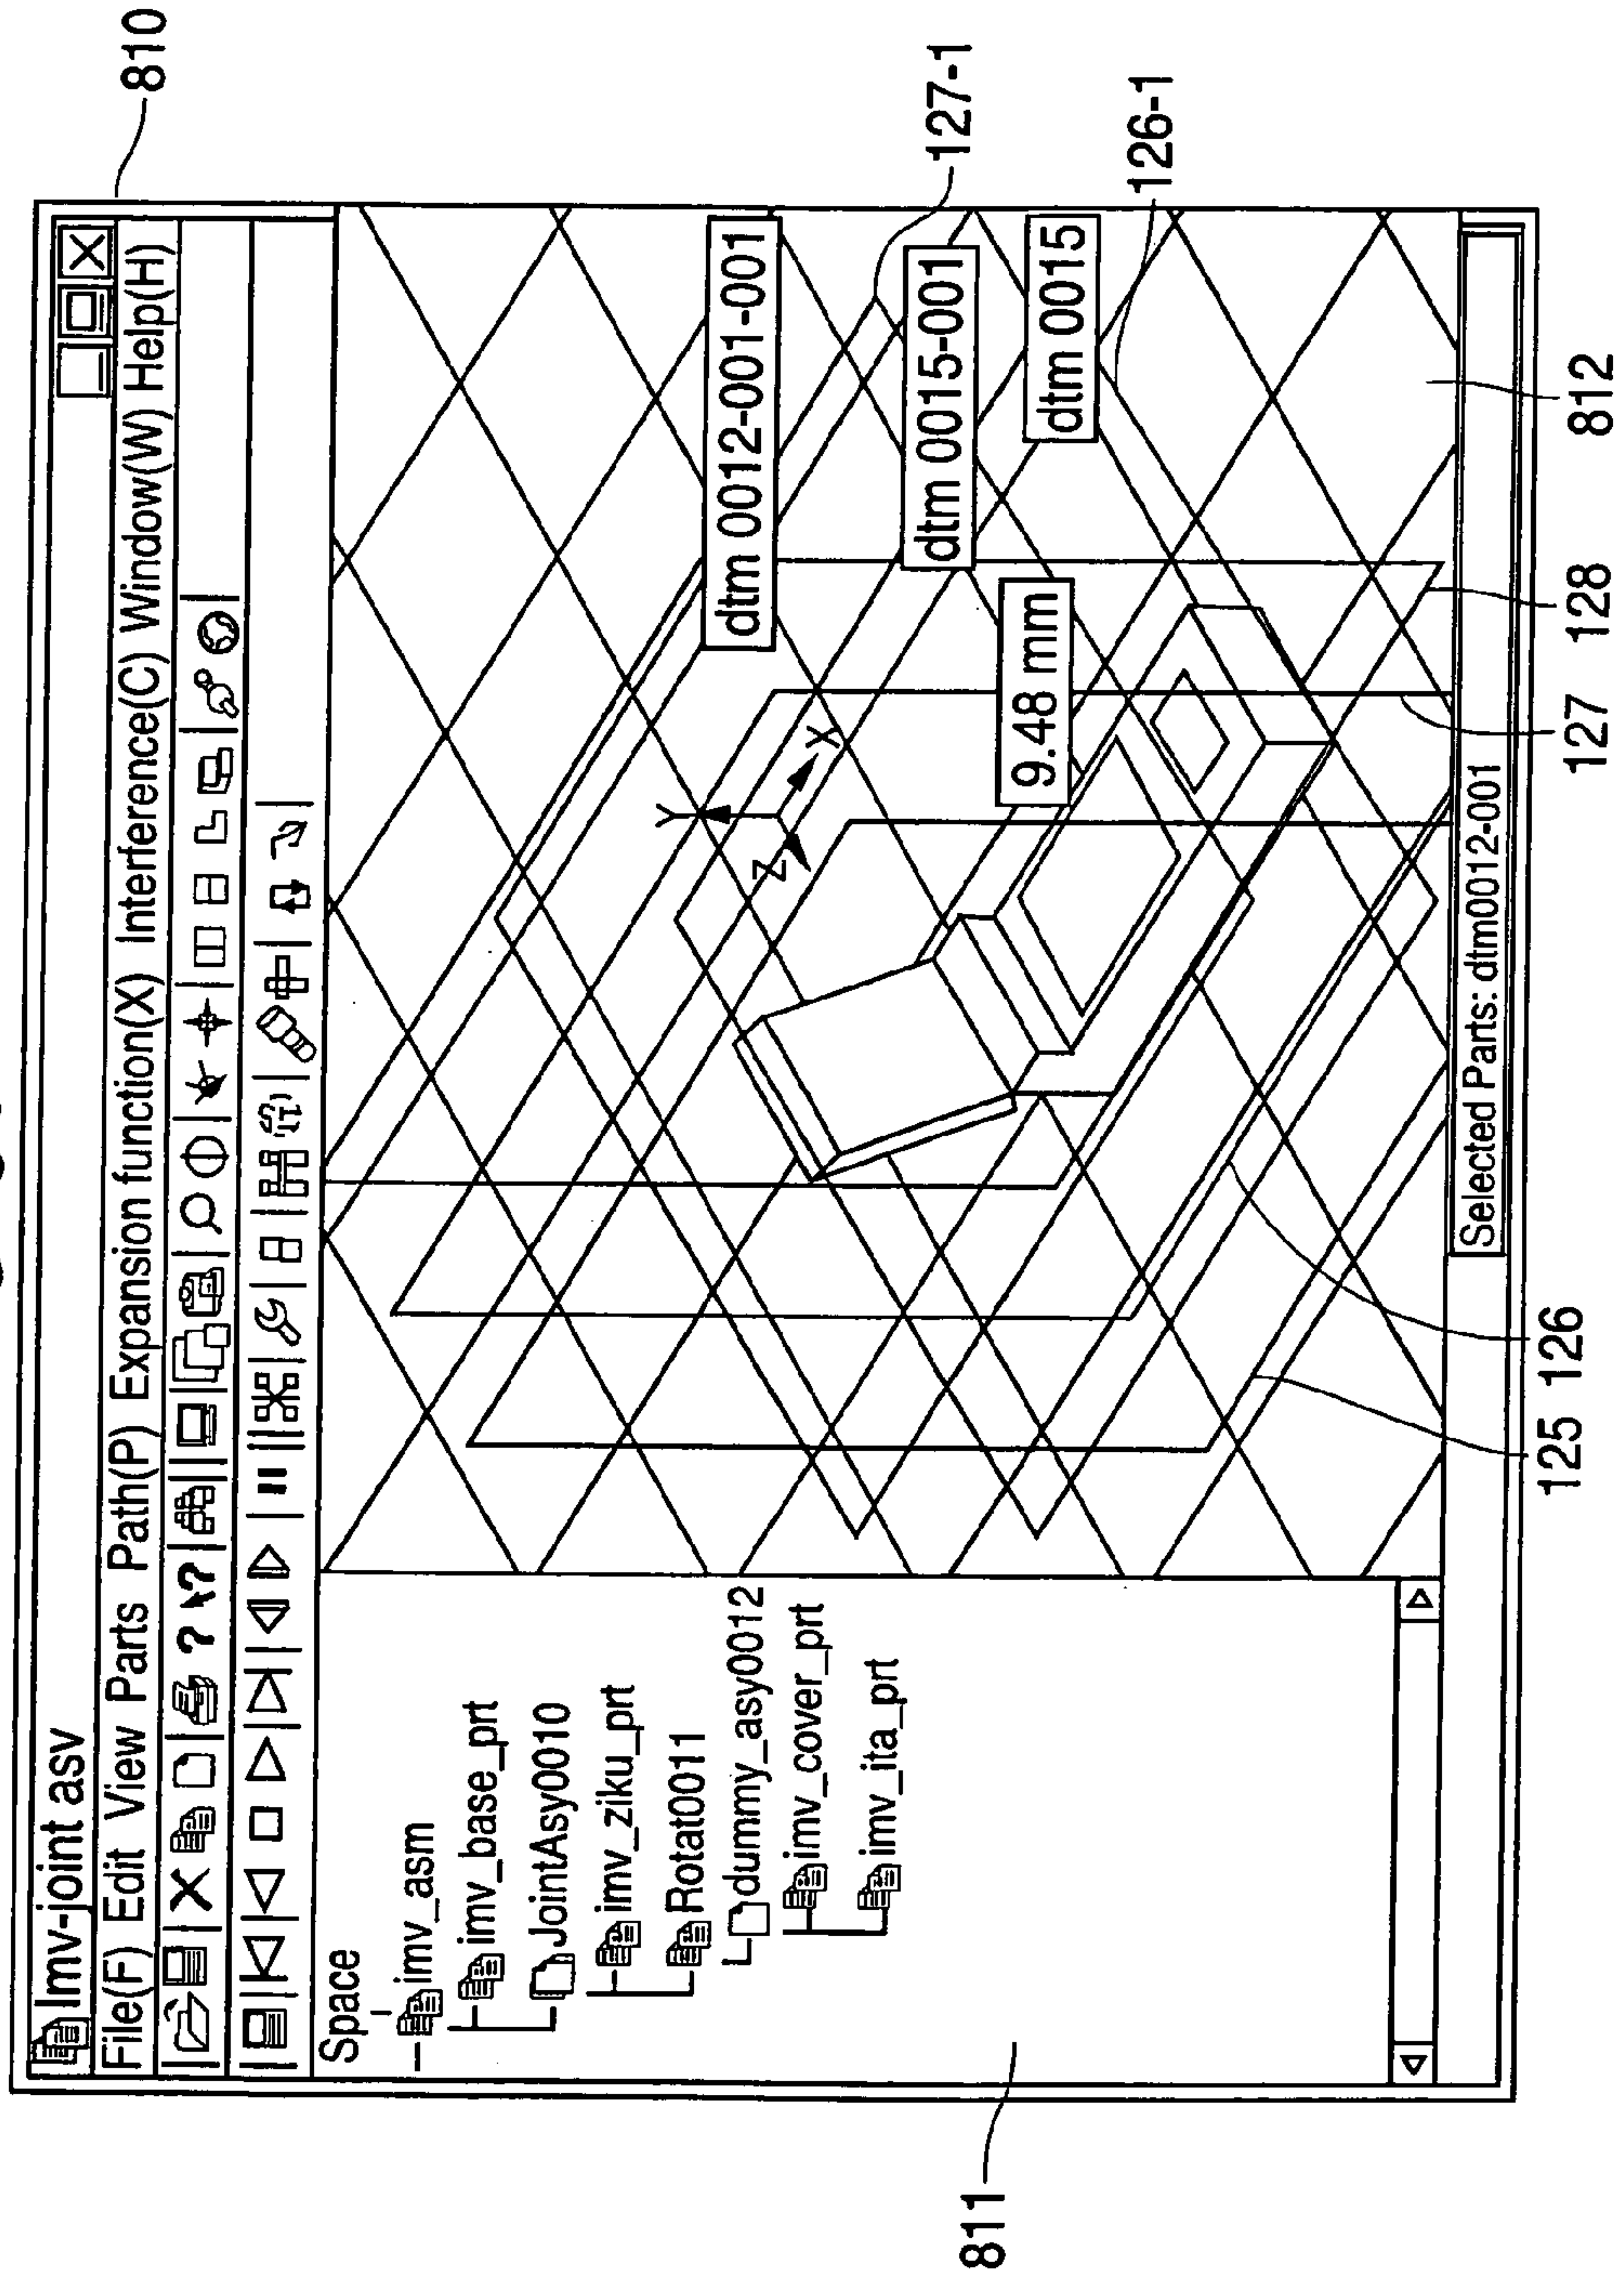 810
Imv-joint asv
File(F) Edit View Parts Path(P) Expansion function(X) Interference(C) Window(W) Help(H)
Space
imv_asm
imv_base_prt
JointAsy0010
imv_ziku_prt
Rotat0011
dummy_asy0012
imv_cover_prt
imv_ita_prt
Y
X
Z
dtm 0012-001-001
127-1
dtm 0015-001
dtm 0015
126-1
9.48 mm
811
Selected Parts: dtm0012-001
125
126
127
128
812